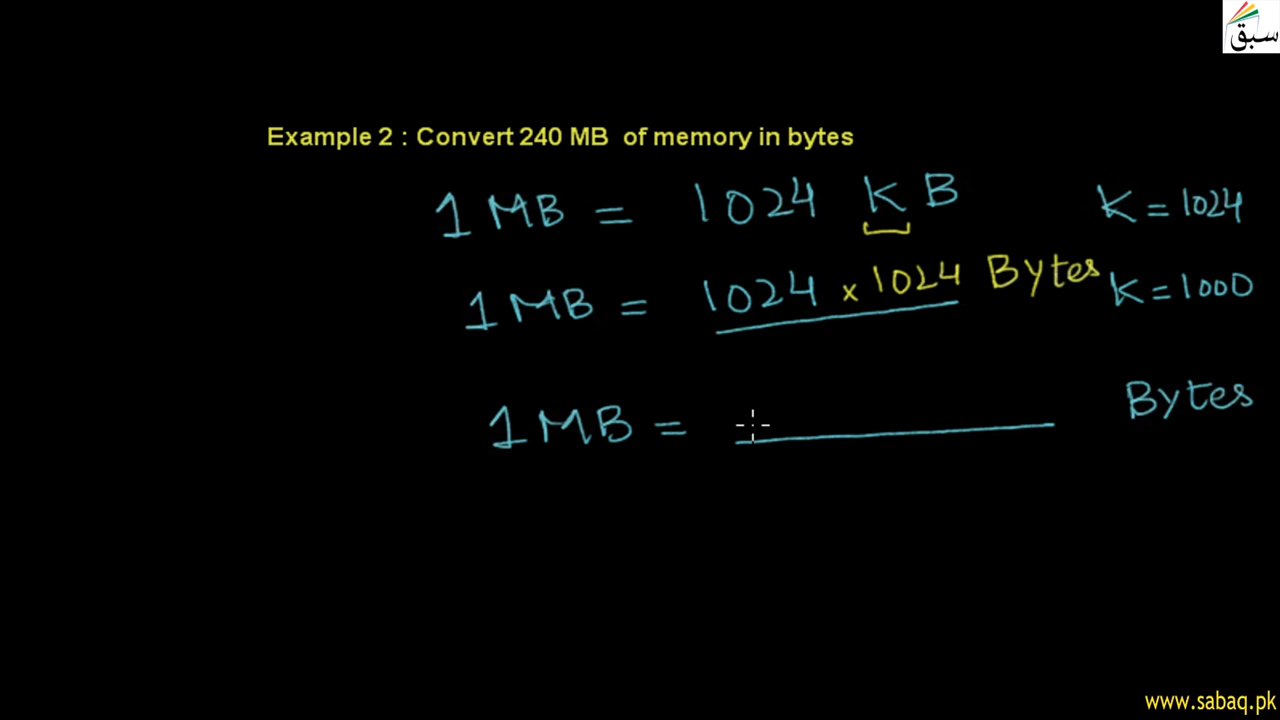 سبق
Example 2 : Convert 240 MB of memory in bytes
1 MB = 1024 KB
K = 1024
1 MB = 1024 × 1024 Bytes
K = 1000
1 MB = Bytes
www.sabaq.pk